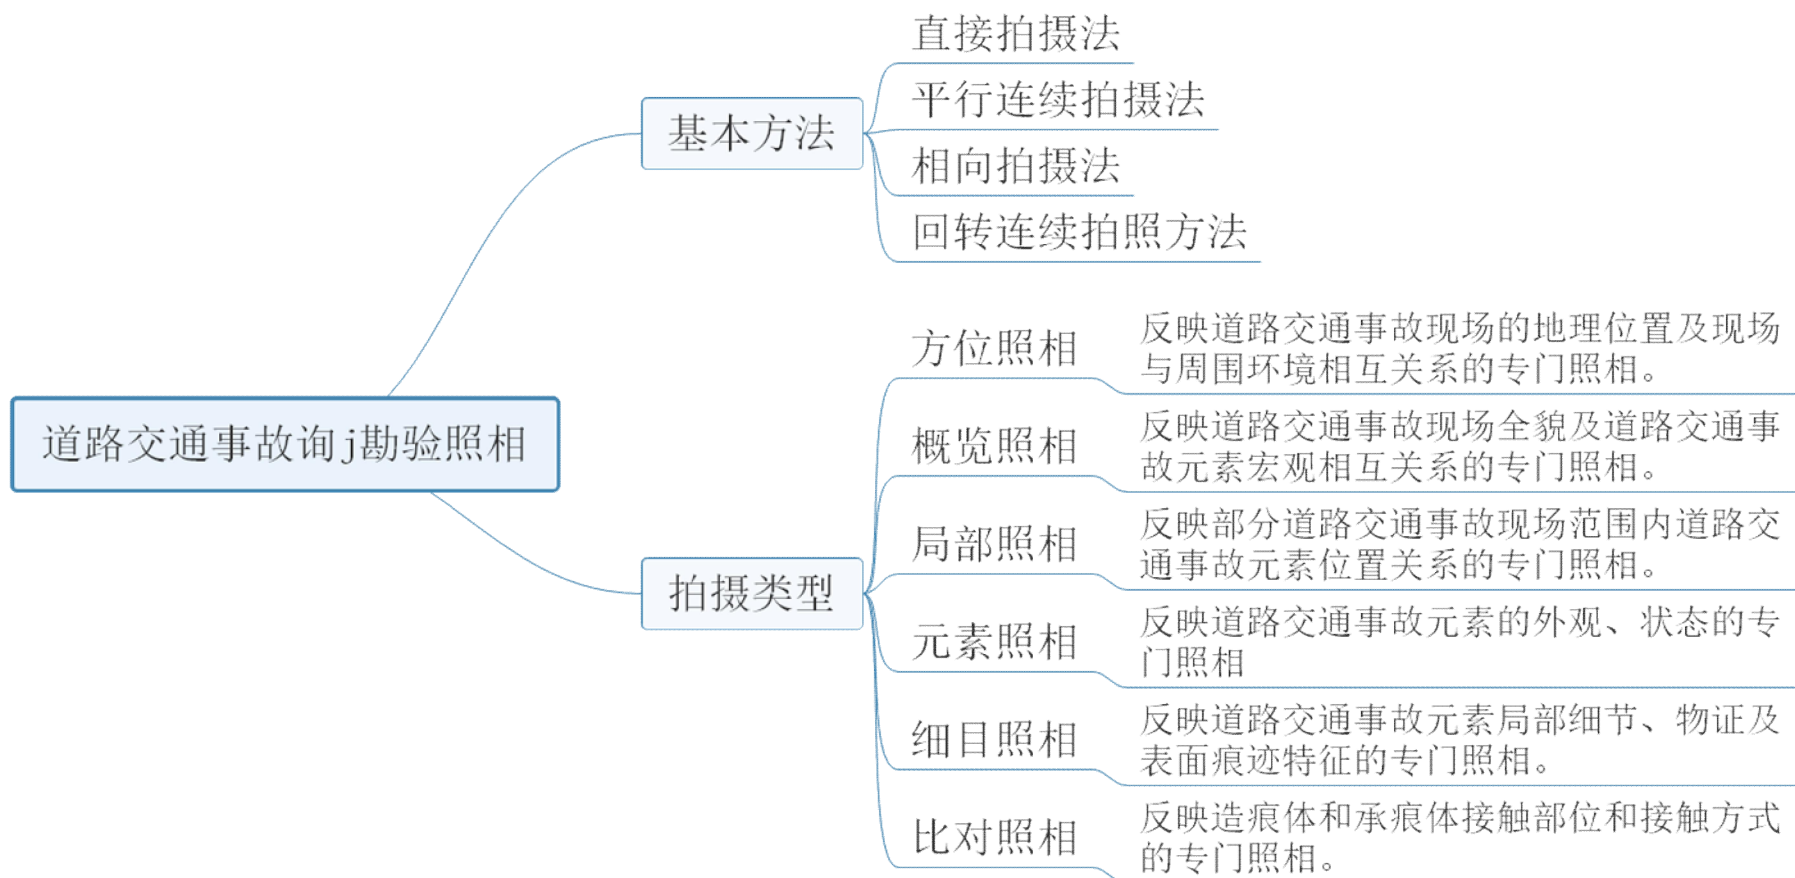 道路交通事故询j勘验照相
基本方法
直接拍摄法
平行连续拍摄法
相向拍摄法
回转连续拍照方法
拍摄类型
方位照相
反映道路交通事故现场的地理位置及现场
与周围环境相互关系的专门照相。
概览照相
反映道路交通事故现场全貌及道路交通事
故元素宏观相互关系的专门照相。
局部照相
反映部分道路交通事故现场范围内道路交
通事故元素位置关系的专门照相。
元素照相
反映道路交通事故元素的外观、状态的专
门照相
细目照相
反映道路交通事故元素局部细节、物证及
表面痕迹特征的专门照相。
比对照相
反映造痕体和承痕体接触部位和接触方式
的专门照相。